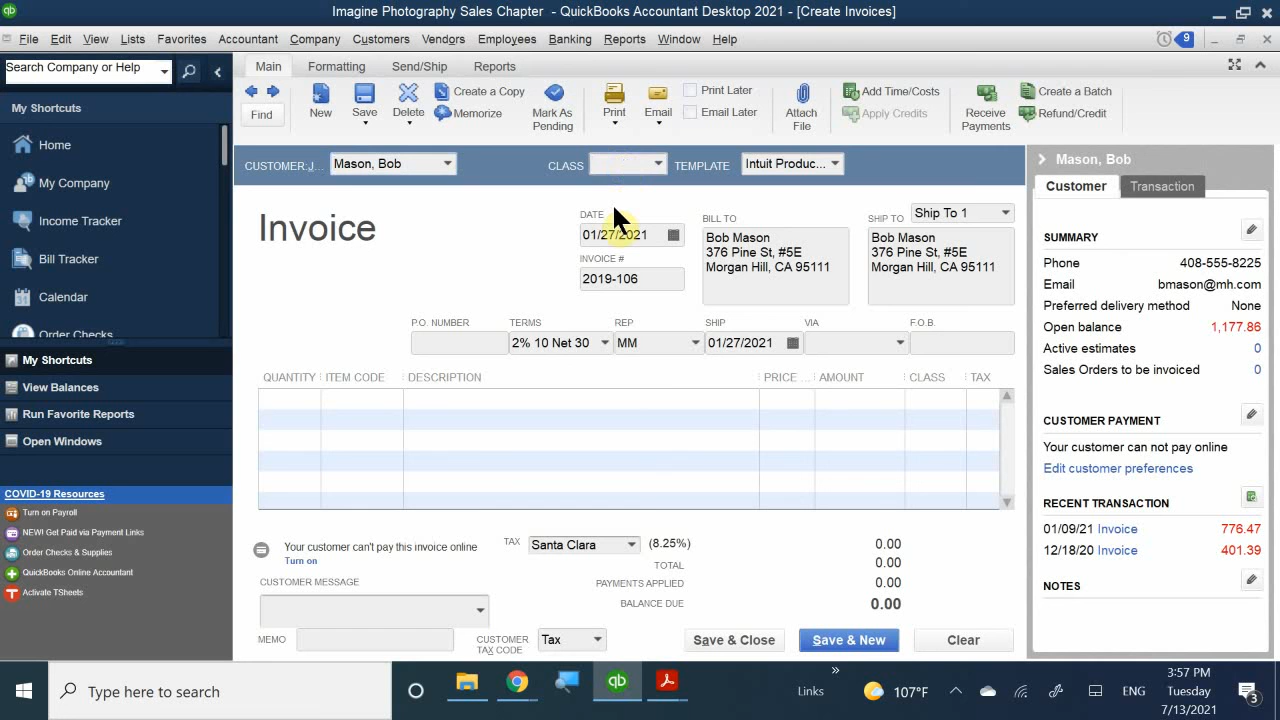 Imagine Photography Sales Chapter - QuickBooks Accountant Desktop 2021 - [Create Invoices]
File Edit View Lists Favorites Accountant Company Customers Vendors Employees Banking Reports Window Help
9
Search Company or Help
My Shortcuts
Home
My Company
Income Tracker
Bill Tracker
Calendar
Order Checks
My Shortcuts
View Balances
Run Favorite Reports
Open Windows
COVID-19 Resources
Turn on Payroll
NEW! Get Paid via Payment Links
Order Checks & Supplies
QuickBooks Online Accountant
Activate TSheets
Main Formatting Send/Ship Reports
Find
New
Save
Delete
Create a Copy
Memorize
Mark As
Pending
Print
Email
Print Later
Email Later
Attach
File
Add Time/Costs
Apply Credits
Receive
Payments
Create a Batch
Refund/Credit
CUSTOMER:J... Mason, Bob CLASS TEMPLATE Intuit Produc...
Invoice
DATE
01/27/2021
INVOICE #
2019-106
BILL TO
Bob Mason
376 Pine St, #5E
Morgan Hill, CA 95111
SHIP TO Ship To 1
Bob Mason
376 Pine St, #5E
Morgan Hill, CA 95111
P.O. NUMBER TERMS REP SHIP VIA F.O.B.
2% 10 Net 30 MM 01/27/2021
QUANTITY ITEM CODE DESCRIPTION PRICE ... AMOUNT CLASS TAX
Your customer can't pay this invoice online
Turn on
TAX Santa Clara (8.25%) 0.00
TOTAL 0.00
PAYMENTS APPLIED 0.00
BALANCE DUE 0.00
CUSTOMER MESSAGE
MEMO
CUSTOMER
TAX CODE
Tax
Save & Close Save & New Clear
Mason, Bob
Customer Transaction
SUMMARY
Phone 408-555-8225
Email bmason@mh.com
Preferred delivery method None
Open balance 1,177.86
Active estimates 0
Sales Orders to be invoiced 0
CUSTOMER PAYMENT
Your customer can not pay online
Edit customer preferences
RECENT TRANSACTION
01/09/21 Invoice 776.47
12/18/20 Invoice 401.39
NOTES
Type here to search
qb
Links »
107°F
ENG
3:57 PM
Tuesday
7/13/2021
3